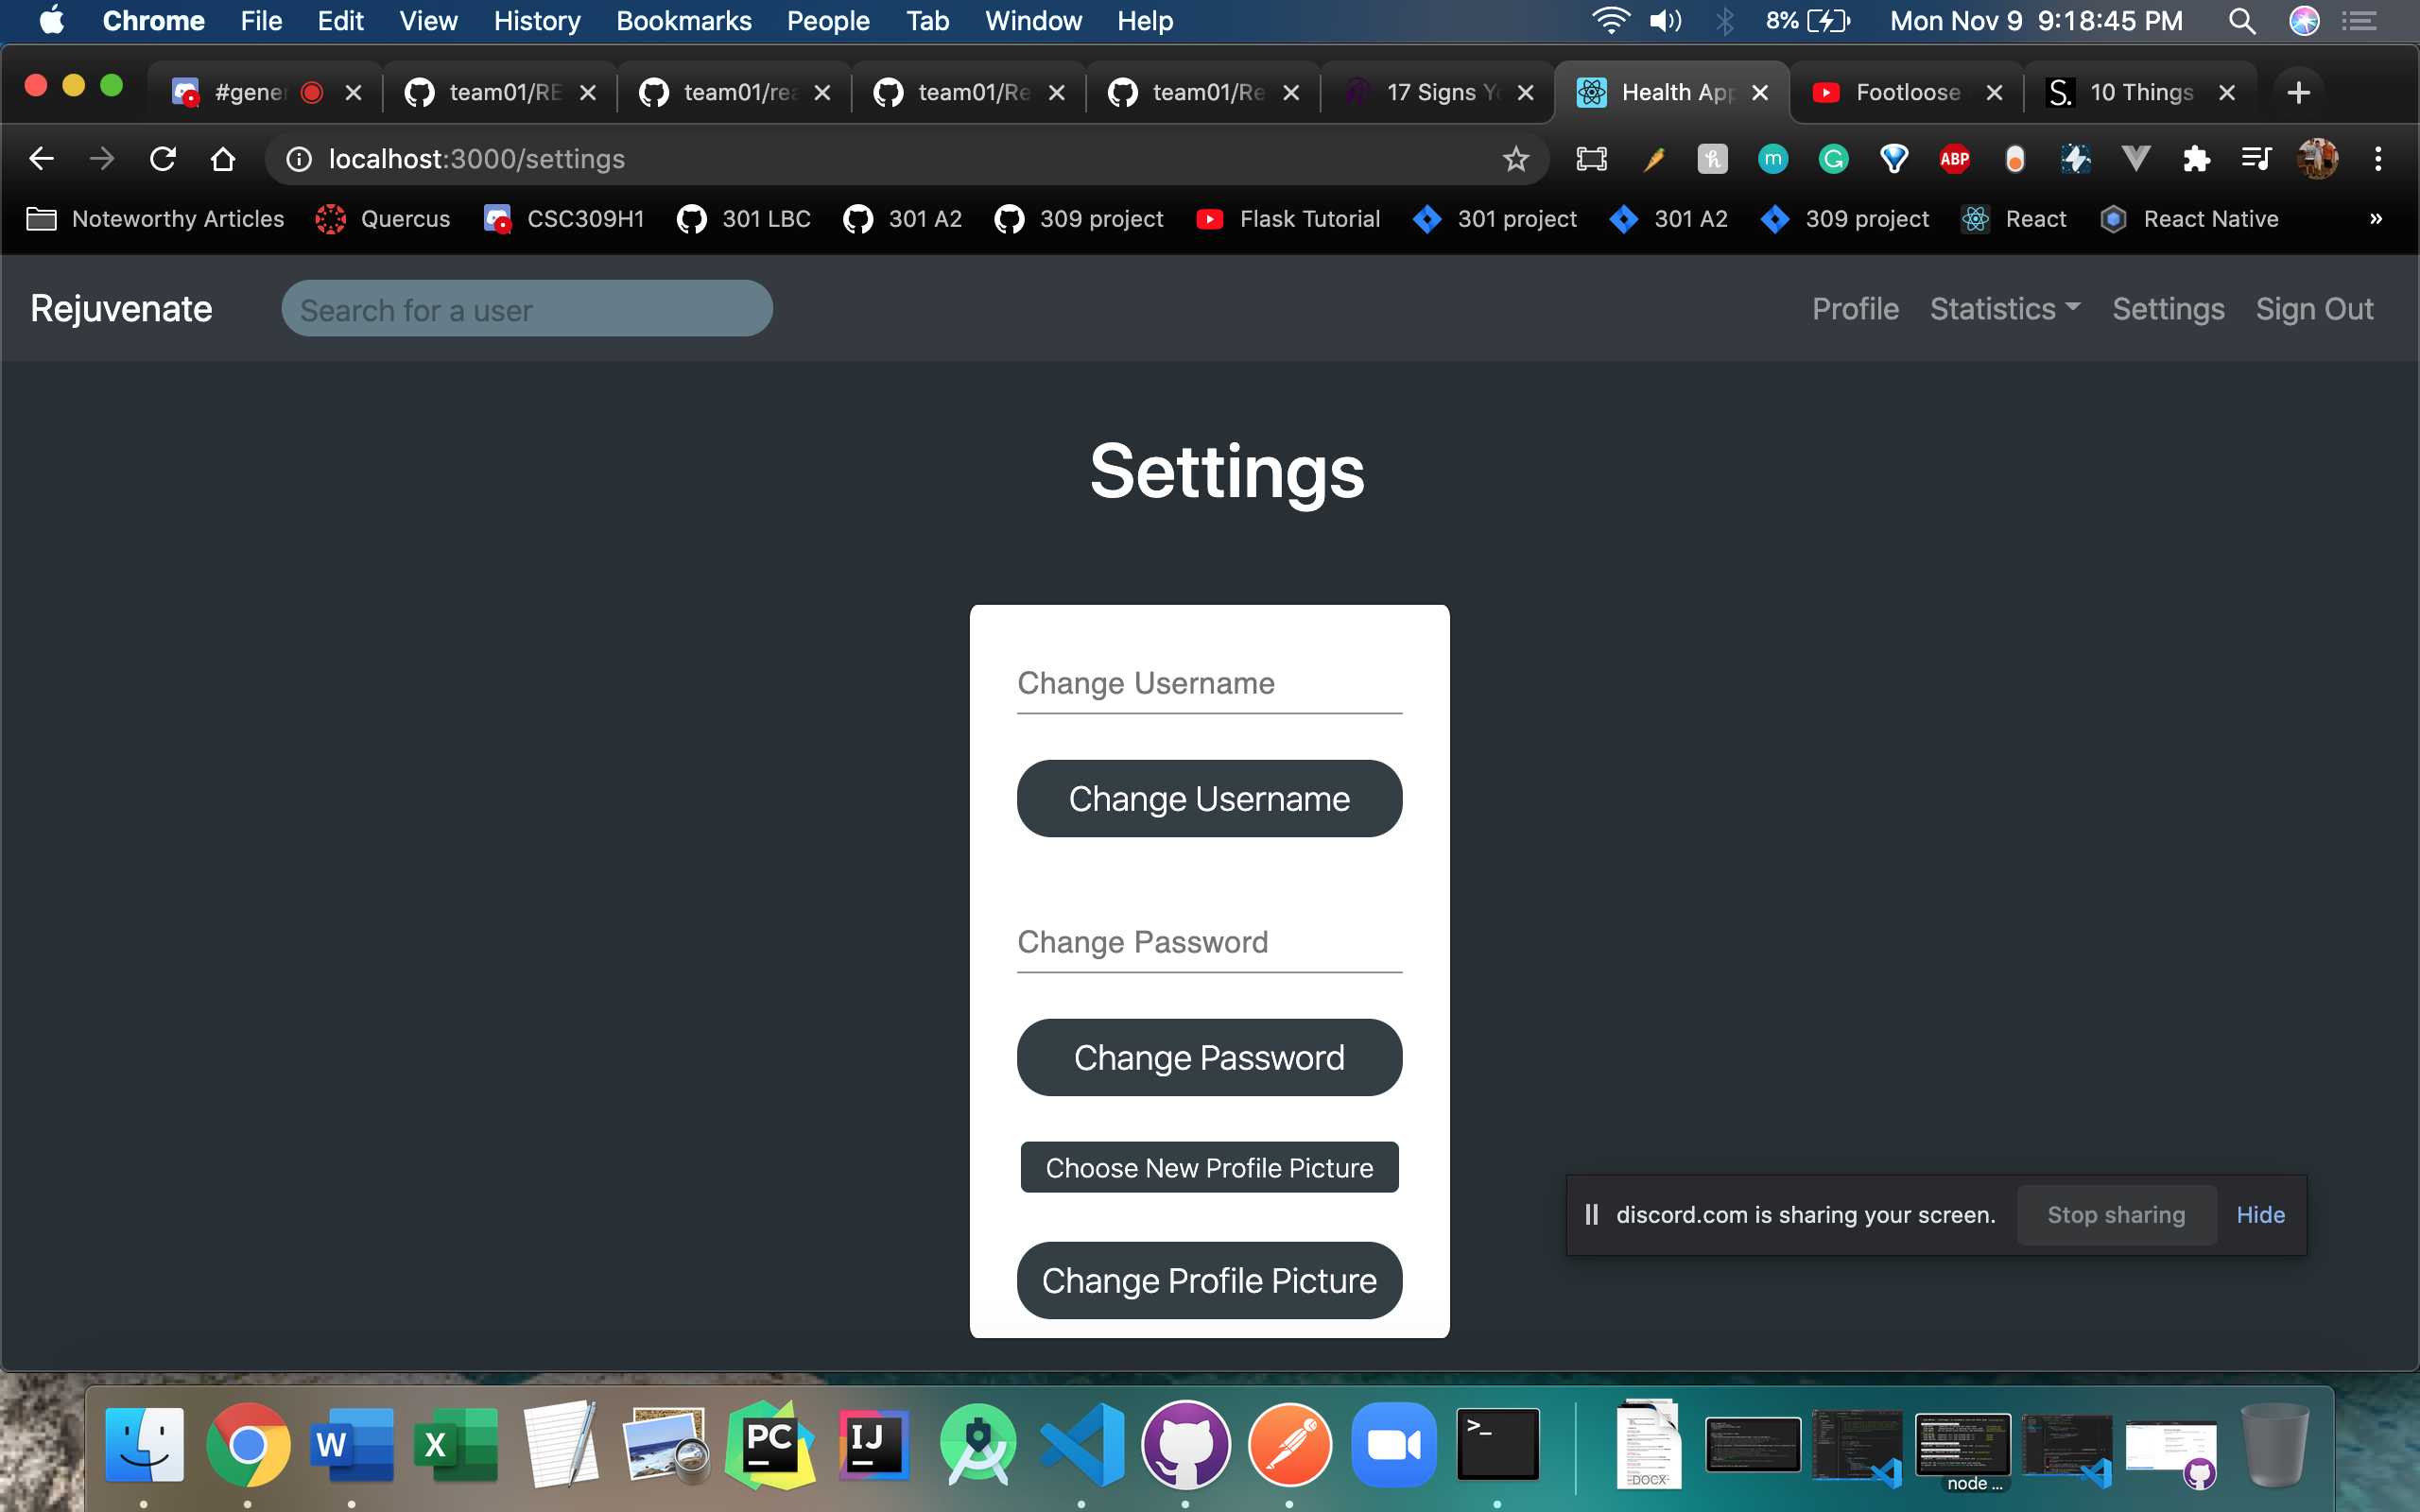 Chrome File Edit View History Bookmarks People Tab Window Help 8% Mon Nov 9 9:18:45 PM
#gener team01/RE team01/rea team01/Re team01/Re 17 Signs Yo Health App Footloose 10 Things
localhost:3000/settings
Noteworthy Articles Quercus CSC309H1 301 LBC 301 A2 309 project Flask Tutorial 301 project 301 A2 309 project React React Native »
Rejuvenate Search for a user Profile Statistics Settings Sign Out
Settings
Change Username
Change Username
Change Password
Change Password
Choose New Profile Picture
discord.com is sharing your screen. Stop sharing Hide
Change Profile Picture
W X PC IJ >_ DOCX node ...